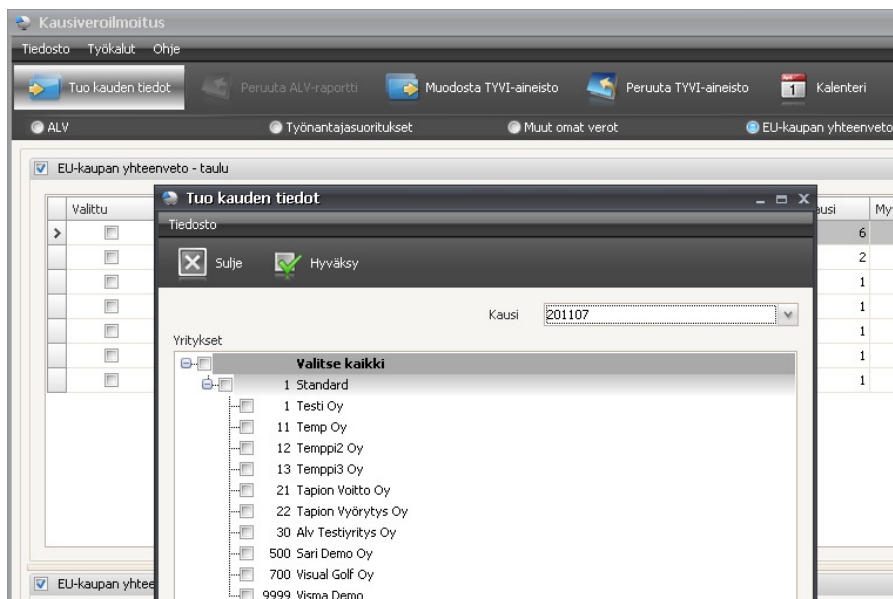 Kausiveroilmoitus
Tiedosto Työkalut Ohje
Tuo kauden tiedot Peruuta ALV-raportti Muodosta TYVI-aineisto Peruuta TYVI-aineisto 1 Kalenteri
ALV Työnantajasuoritukset Muut omat verot EU-kaupan yhteenveto
EU-kaupan yhteenveto - taulu
Valittu ausi My
6
2
1
1
1
1
1
Tuo kauden tiedot
Tiedosto
Sulje Hyväksy
Kausi 201107
Yritykset
Valitse kaikki
1 Standard
1 Testi Oy
11 Temp Oy
12 Temppi2 Oy
13 Temppi3 Oy
21 Tapion Voitto Oy
22 Tapion Vyörytys Oy
30 Alv Testiyritys Oy
500 Sari Demo Oy
700 Visual Golf Oy
9999 Visma Demo
EU-kaupan yhtee